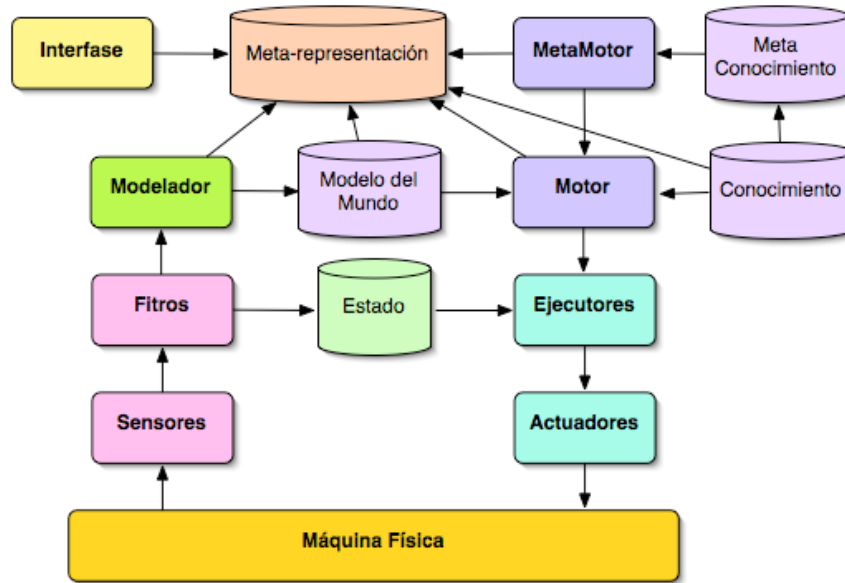 Interfase
Meta-representación
MetaMotor
Meta
Conocimiento
Modelador
Modelo del
Mundo
Motor
Conocimiento
Fitros
Estado
Ejecutores
Sensores
Actuadores
Máquina Física